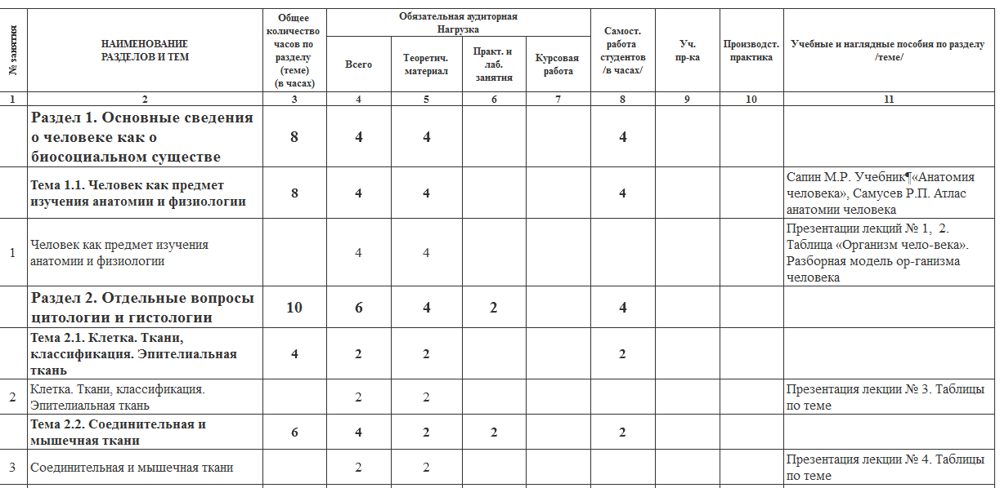 № занятия
НАИМЕНОВАНИЕ
РАЗДЕЛОВ И ТЕМ
Общее
количество
часов по
разделу
(теме)
(в часах)
Обязательная аудиторная
Нагрузка
Всего
Теоретич.
материал
Практ. и
лаб.
занятия
Курсовая
работа
Самост.
работа
студентов
/в часах/
Уч.
пр-ка
Производст.
практика
Учебные и наглядные пособия по разделу
/теме/
1 2 3 4 5 6 7 8 9 10 11
Раздел 1. Основные сведения
о человеке как о
биосоциальном существе
8 4 4 4
Тема 1.1. Человек как предмет
изучения анатомии и физиологии
8 4 4 4
Сапин М.Р. Учебник¶«Анатомия
человека», Самусев Р.П. Атлас
анатомии человека
1
Человек как предмет изучения
анатомии и физиологии
4 4
Презентации лекций № 1, 2.
Таблица «Организм чело-века».
Разборная модель ор-ганизма
человека
Раздел 2. Отдельные вопросы
цитологии и гистологии
10 6 4 2 4
Тема 2.1. Клетка. Ткани,
классификация. Эпителиальная
ткань
4 2 2 2
2
Клетка. Ткани, классификация.
Эпителиальная ткань
2 2
Презентация лекции № 3. Таблицы
по теме
Тема 2.2. Соединительная и
мышечная ткани
6 4 2 2 2
3
Соединительная и мышечная ткани
2 2
Презентация лекции № 4. Таблицы
по теме